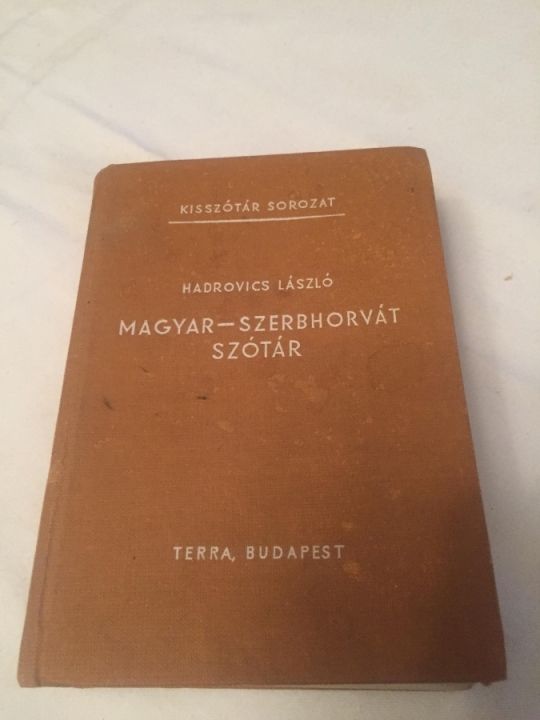 KISSZÓTÁR SOROZAT
HADROVICS LÁSZLÓ
MAGYAR—SZERBHORVÁT
SZÓTÁR
TERRA, BUDAPEST